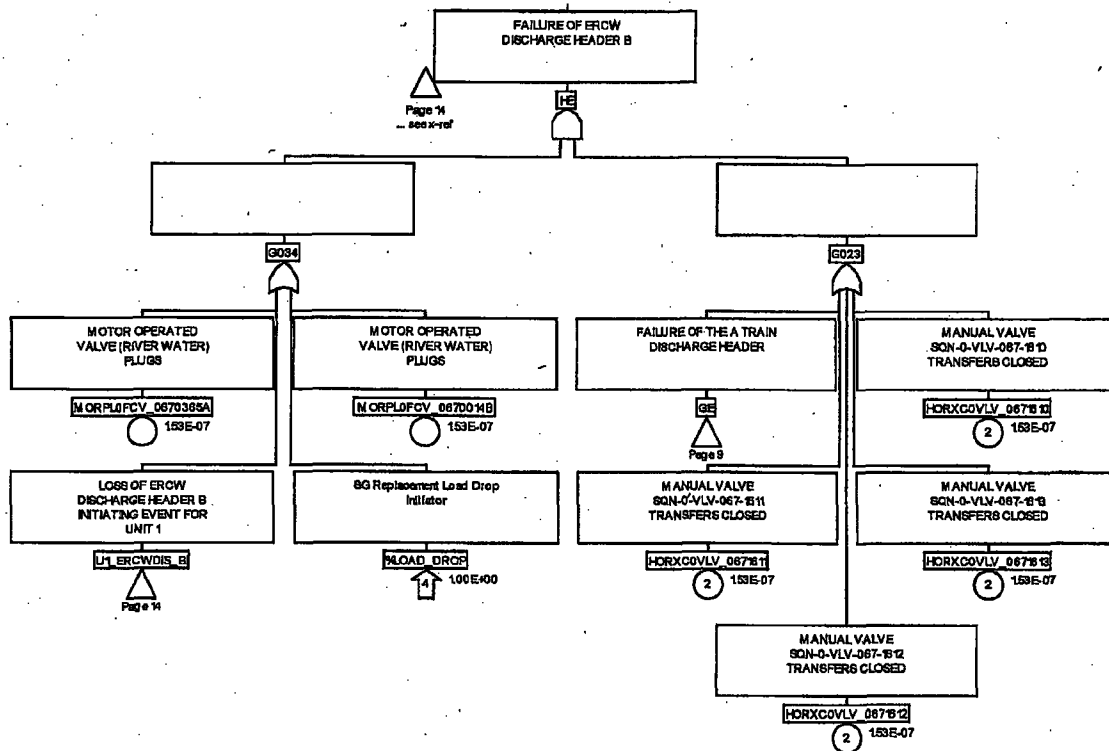 FAILURE OF ERCW
DISCHARGE HEADER B
Page 14
... see x-ref
HE
G034
G023
MOTOR OPERATED
VALVE (RIVER WATER)
PLUGS
MORPL0FCV_0670365A
1.53E-07
MOTOR OPERATED
VALVE (RIVER WATER)
PLUGS
MORPL0FCV_0670014B
1.53E-07
FAILURE OF THE A TRAIN
DISCHARGE HEADER
GE
Page 9
MANUAL VALVE
SQN-0-VLV-067-1610
TRANSFERS CLOSED
HORXC0VLV_0671610
2
1.53E-07
LOSS OF ERCW
DISCHARGE HEADER B
INITIATING EVENT FOR
UNIT 1
U1_ERCWDIS_B
Page 14
SG Replacement Load Drop
Initiator
%LOAD_DROP
4
1.00E+00
MANUAL VALVE
SQN-0-VLV-067-1611
TRANSFERS CLOSED
HORXC0VLV_0671611
2
1.53E-07
MANUAL VALVE
SQN-0-VLV-067-1613
TRANSFERS CLOSED
HORXC0VLV_0671613
2
1.53E-07
MANUAL VALVE
SQN-0-VLV-067-1612
TRANSFERS CLOSED
HORXC0VLV_0671612
2
1.53E-07